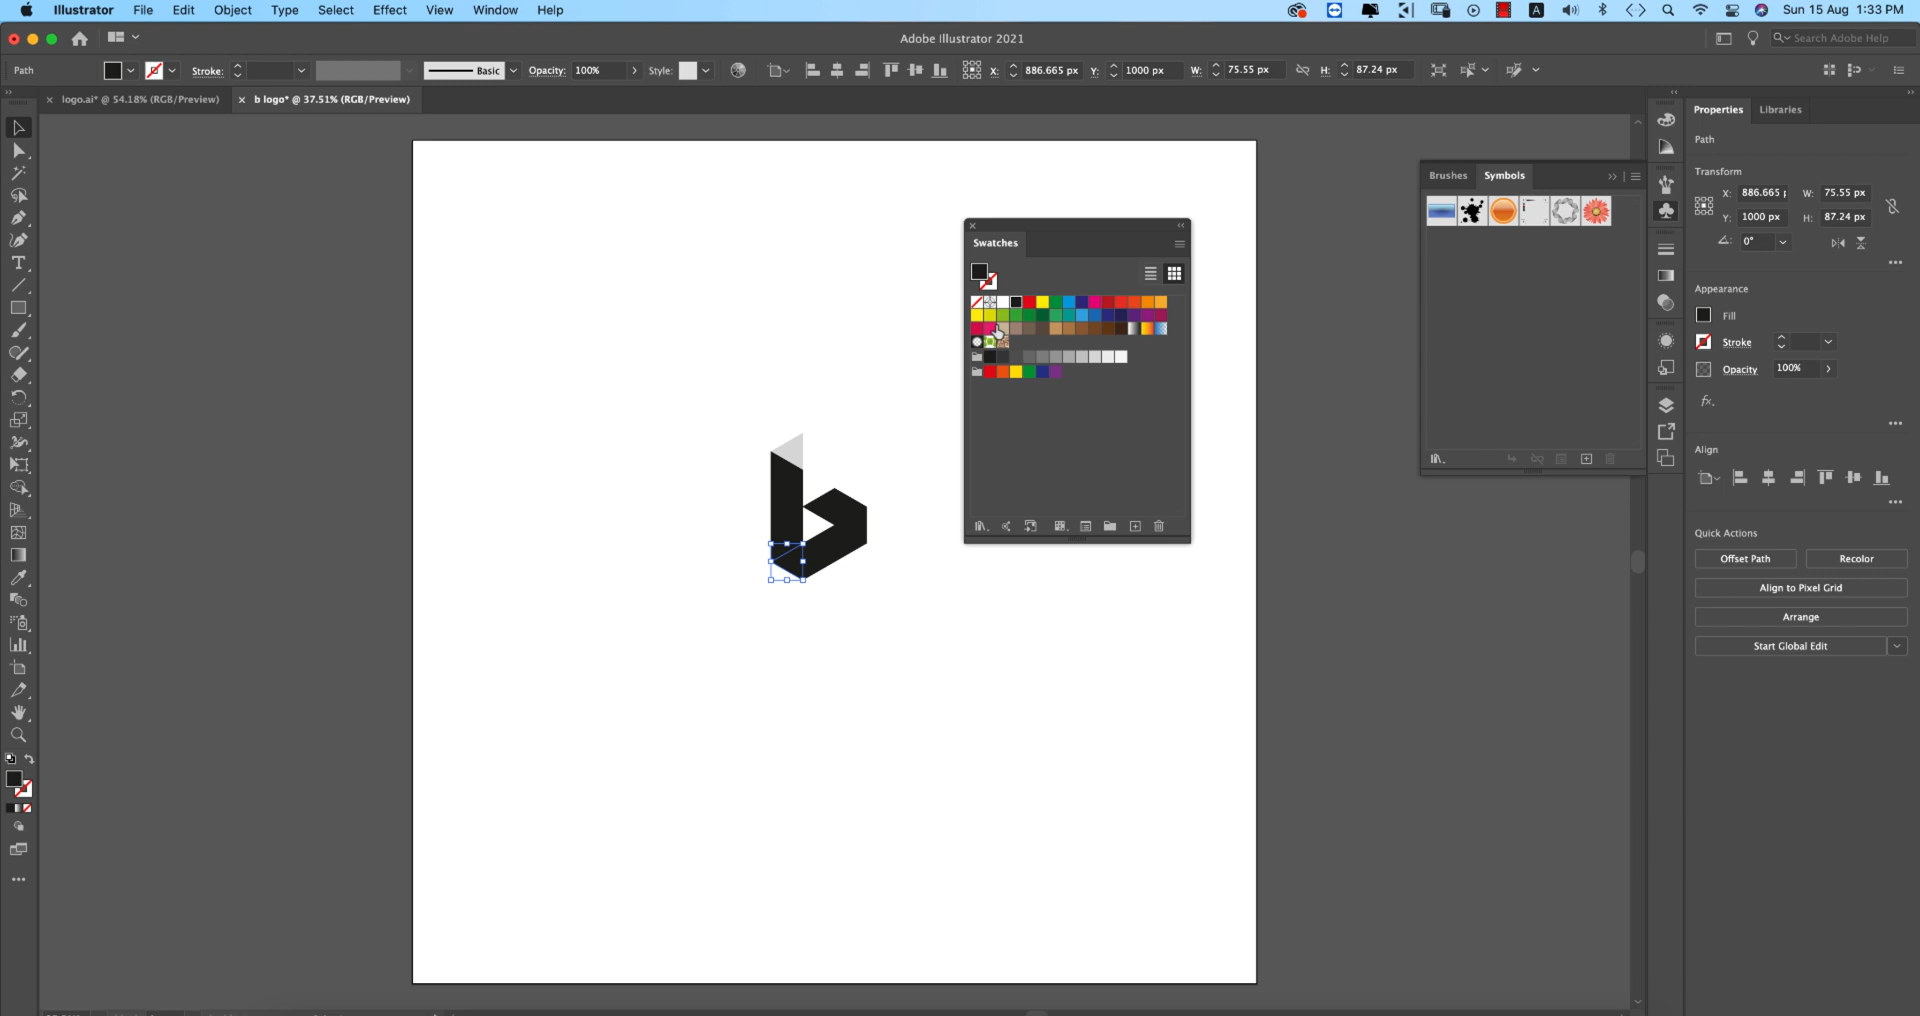 Illustrator File Edit Object Type Select Effect View Window Help
A Sun 15 Aug 1:33 PM
Adobe Illustrator 2021
Search Adobe Help
Path Stroke: Basic Opacity: 100% Style: X: 886.665 px Y: 1000 px W: 75.55 px H: 87.24 px
logo.ai* @ 54.18% (RGB/Preview) b logo* @ 37.51% (RGB/Preview)
Properties Libraries
Path
Transform
X: 886.665 W: 75.55 px
Y: 1000 px H: 87.24 px
0°
Brushes Symbols
Swatches
Appearance
Fill
Stroke
Opacity 100%
fx.
Align
Quick Actions
Offset Path Recolor
Align to Pixel Grid
Arrange
Start Global Edit